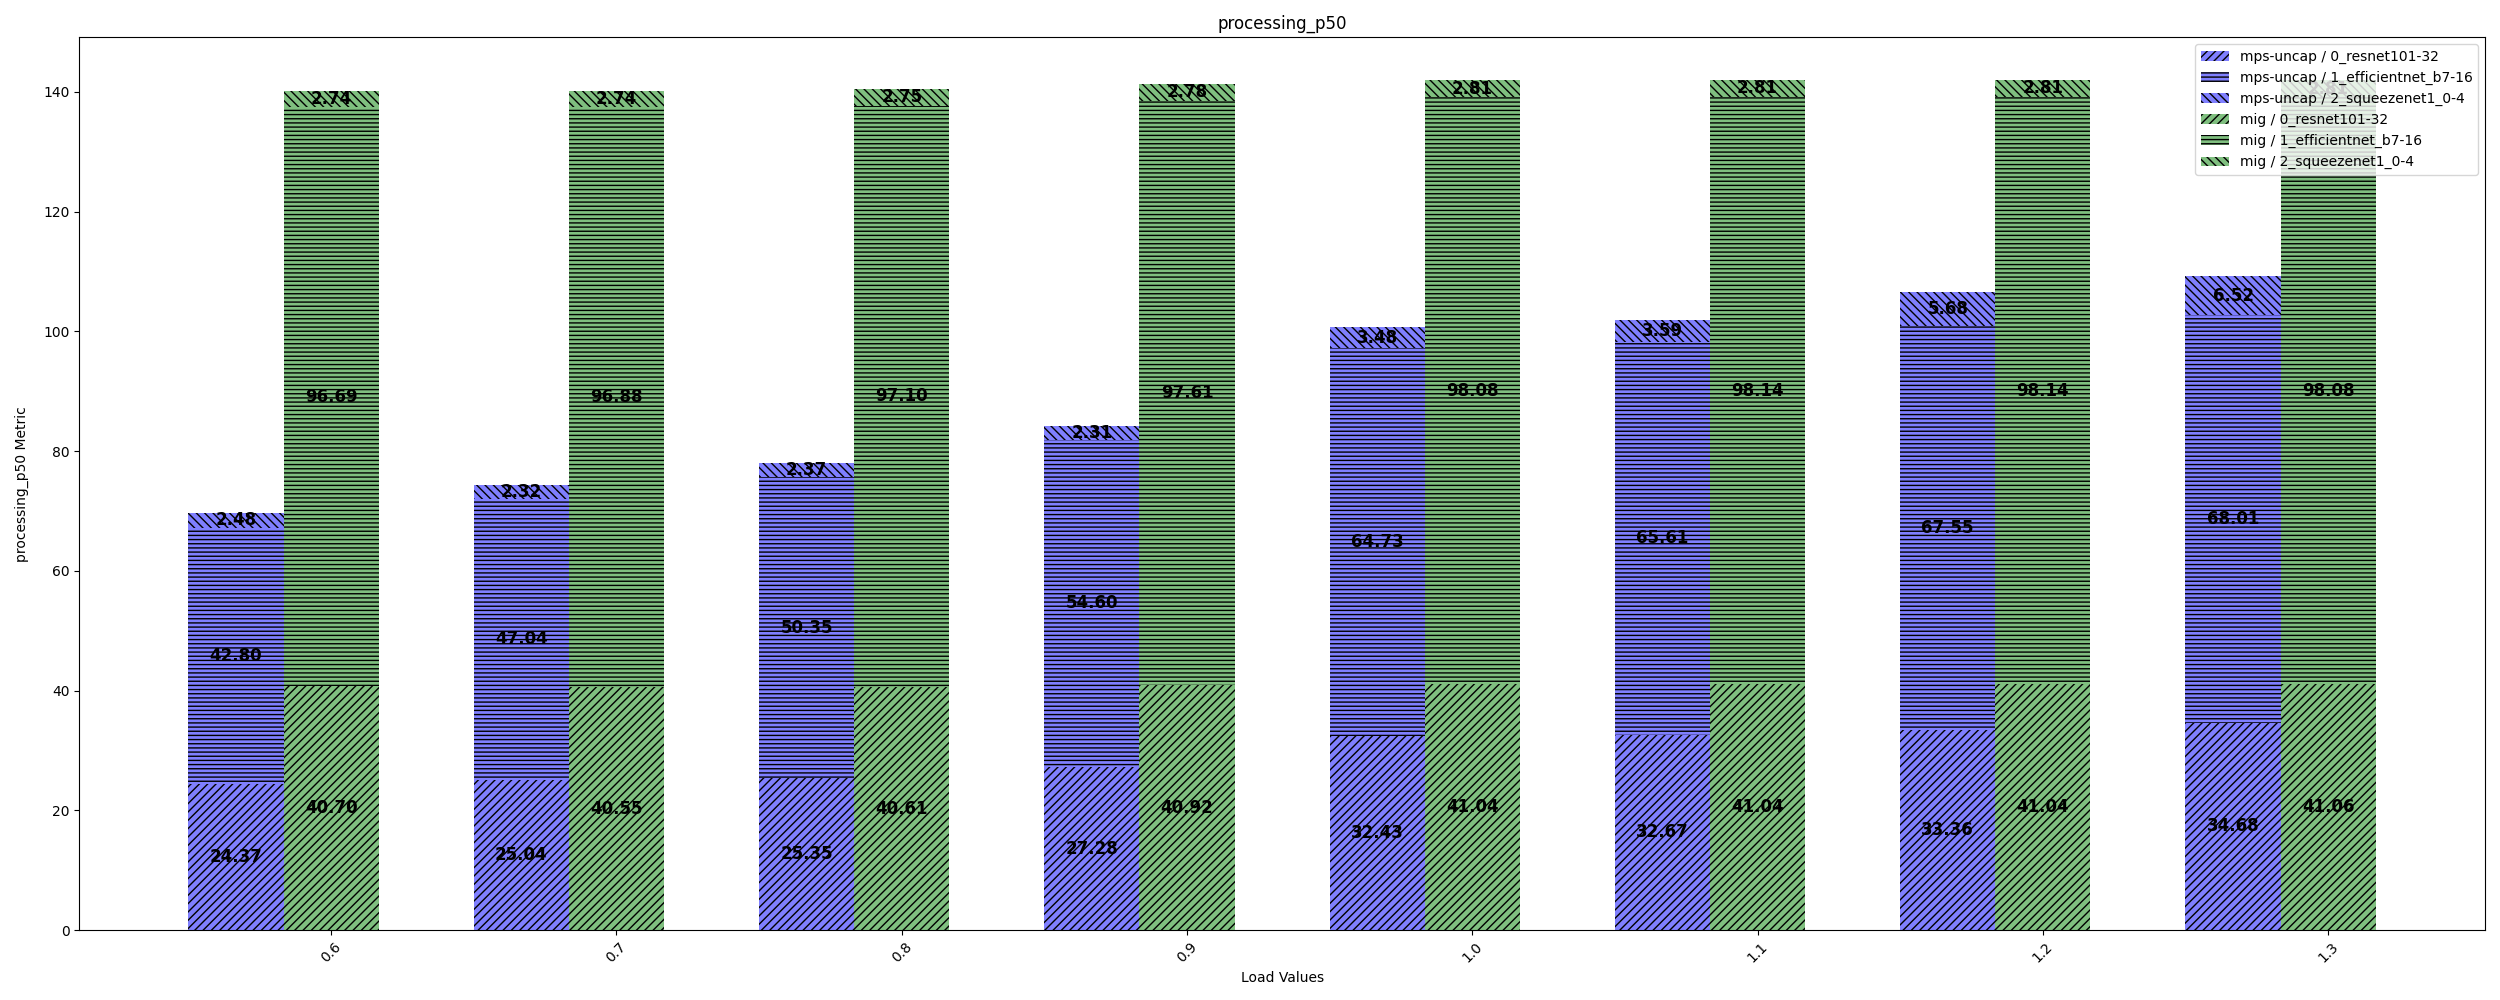 processing_p50
mps-uncap / 0_resnet101-32
mps-uncap / 1_efficientnet_b7-16
mps-uncap / 2_squeezenet1_0-4
mig / 0_resnet101-32
mig / 1_efficientnet_b7-16
mig / 2_squeezenet1_0-4
processing_p50 Metric
140
120
100
80
60
40
20
0
2.74 2.74 2.75 2.78 2.81 2.81 2.81
2.48 2.32 2.37 2.31 3.48 3.59 5.68 6.52
96.69 96.88 97.10 97.61 98.08 98.14 98.14 98.08
42.80 47.04 50.35 54.60 64.73 65.61 67.55 68.01
40.70 40.55 40.61 40.92 41.04 41.04 41.04 41.06
24.37 25.04 25.35 27.28 32.43 32.67 33.36 34.68
0.6 0.7 0.8 0.9 1.0 1.1 1.2 1.3
Load Values